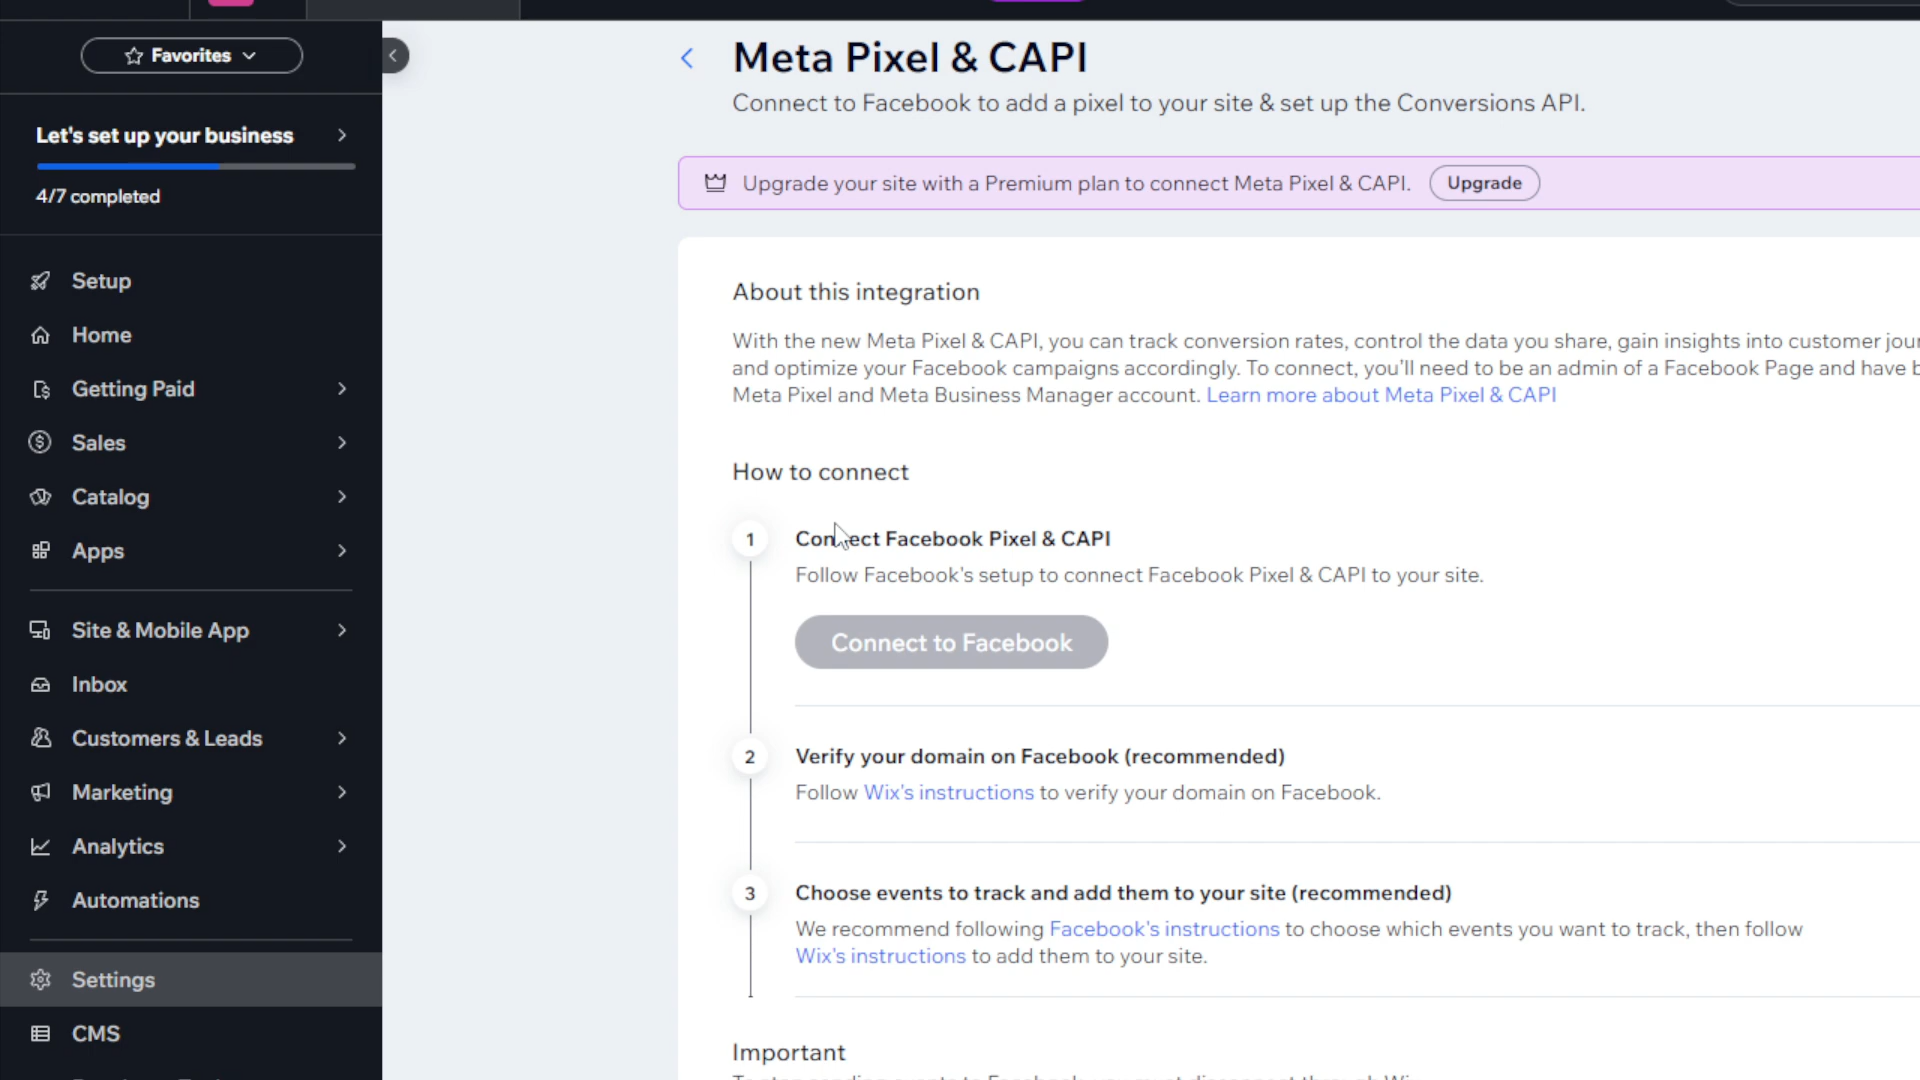 Favorites
Let's set up your business
4/7 completed
Setup
Home
Getting Paid
Sales
Catalog
Apps
Site & Mobile App
Inbox
Customers & Leads
Marketing
Analytics
Automations
Settings
CMS
Meta Pixel & CAPI
Connect to Facebook to add a pixel to your site & set up the Conversions API.
Upgrade your site with a Premium plan to connect Meta Pixel & CAPI. Upgrade
About this integration
With the new Meta Pixel & CAPI, you can track conversion rates, control the data you share, gain insights into customer
and optimize your Facebook campaigns accordingly. To connect, you'll need to be an admin of a Facebook Page and have
Meta Pixel and Meta Business Manager account. Learn more about Meta Pixel & CAPI
How to connect
1 Connect Facebook Pixel & CAPI
Follow Facebook's setup to connect Facebook Pixel & CAPI to your site.
Connect to Facebook
2 Verify your domain on Facebook (recommended)
Follow Wix's instructions to verify your domain on Facebook.
3 Choose events to track and add them to your site (recommended)
We recommend following Facebook's instructions to choose which events you want to track, then follow
Wix's instructions to add them to your site.
Important